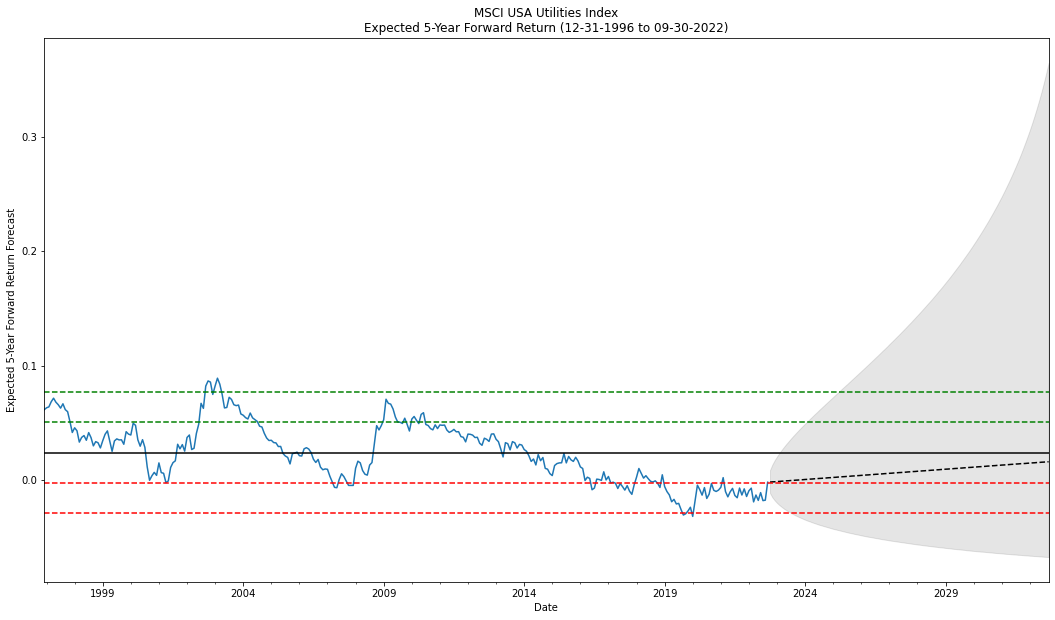 MSCI USA Utilities Index
Expected 5-Year Forward Return (12-31-1996 to 09-30-2022)
Expected 5-Year Forward Return Forecast
0.3
0.2
0.1
0.0
1999 2004 2009 2014 2019 2024 2029
Date